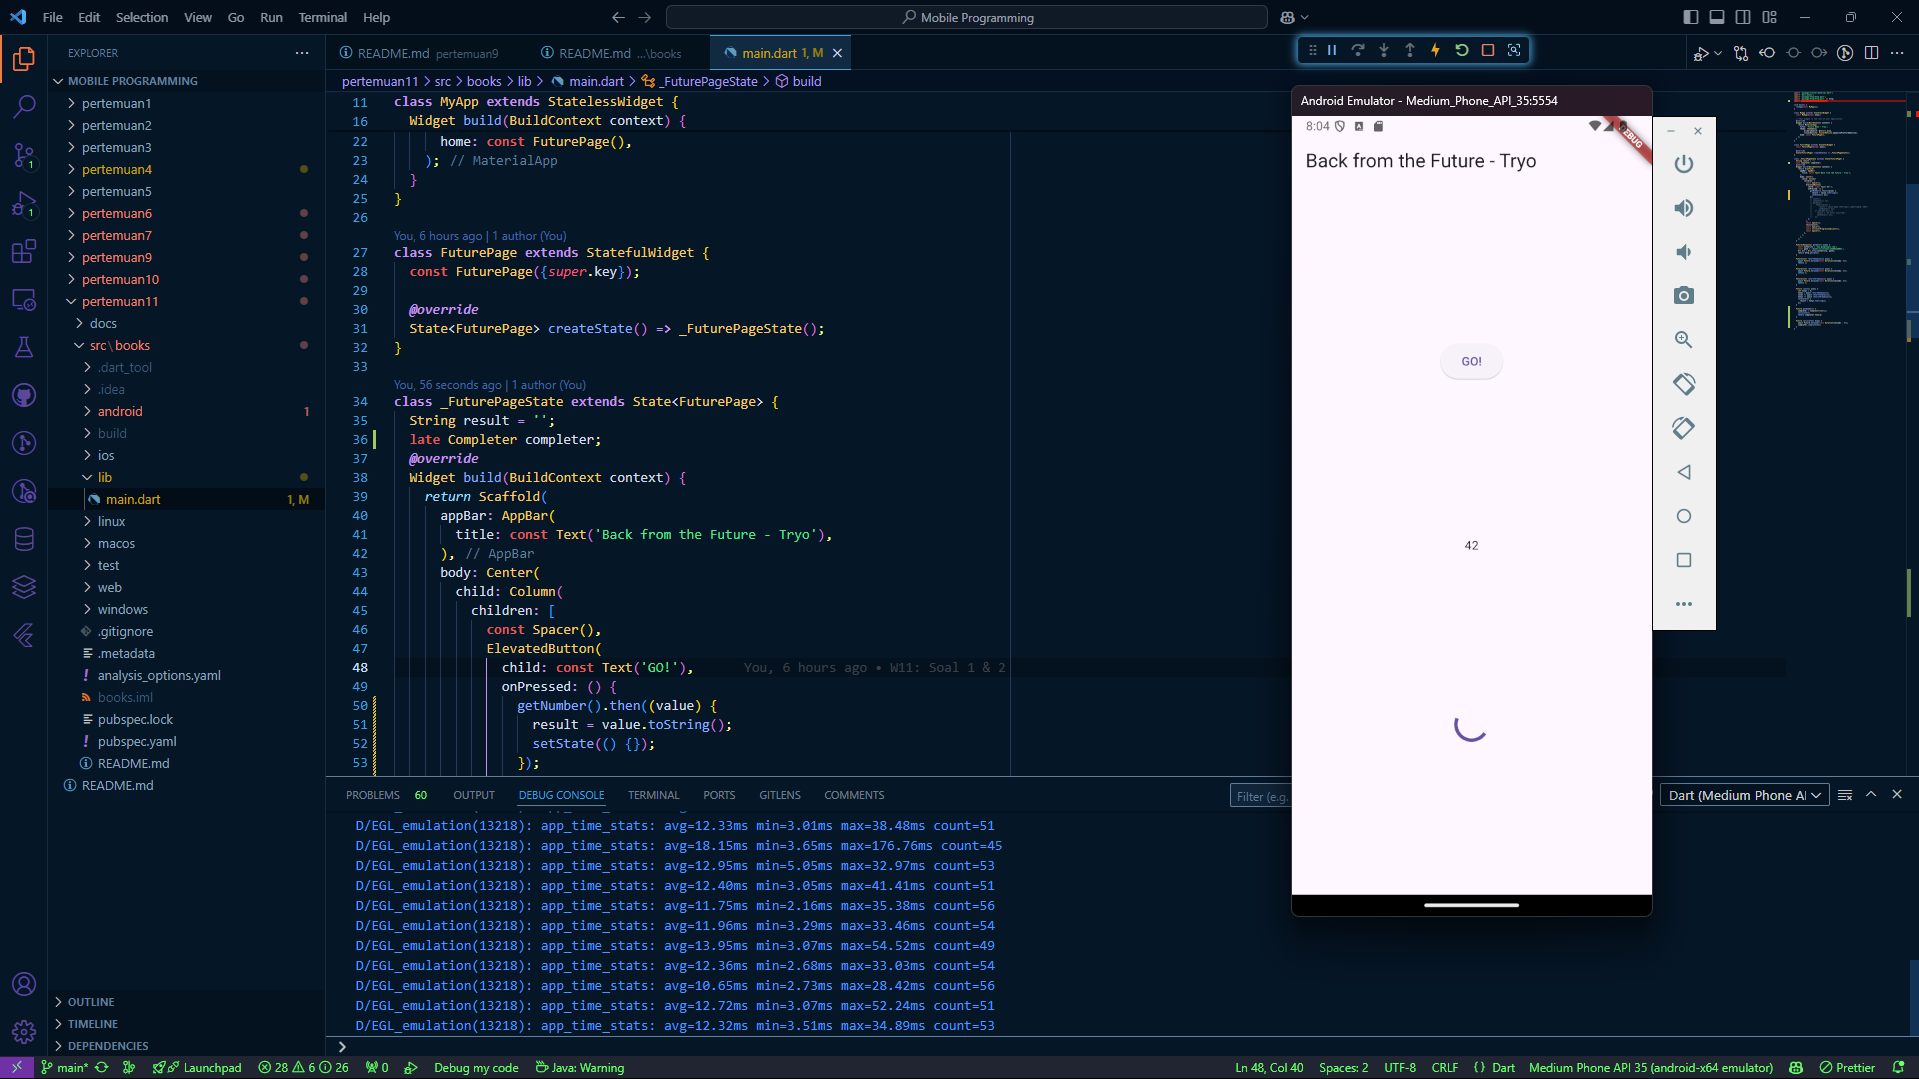 File Edit Selection View Go Run Terminal Help
Mobile Programming
EXPLORER
MOBILE PROGRAMMING
pertemuan1
pertemuan2
pertemuan3
pertemuan4
pertemuan5
pertemuan6
pertemuan7
pertemuan9
pertemuan10
pertemuan11
docs
src\books
.dart_tool
.idea
android 1
build
ios
lib
main.dart 1, M
linux
macos
test
web
windows
.gitignore
.metadata
analysis_options.yaml
books.iml
pubspec.lock
pubspec.yaml
README.md
README.md
OUTLINE
TIMELINE
DEPENDENCIES
1
1
README.md pertemuan9
README.md ...\books
main.dart 1, M
pertemuan11 > src > books > lib > main.dart > _FuturePageState > build
11 class MyApp extends StatelessWidget {
16 Widget build(BuildContext context) {
22 home: const FuturePage(),
23 ); // MaterialApp
24 }
25 }
26
You, 6 hours ago | 1 author (You)
27 class FuturePage extends StatefulWidget {
28 const FuturePage({super.key});
29
30 @override
31 State<FuturePage> createState() => _FuturePageState();
32 }
33
You, 56 seconds ago | 1 author (You)
34 class _FuturePageState extends State<FuturePage> {
35 String result = '';
36 late Completer completer;
37 @override
38 Widget build(BuildContext context) {
39 return Scaffold(
40 appBar: AppBar(
41 title: const Text('Back from the Future - Tryo'),
42 ), // AppBar
43 body: Center(
44 child: Column(
45 children: [
46 const Spacer(),
47 ElevatedButton(
48 child: const Text('GO!'), You, 6 hours ago • W11: Soal 1 & 2
49 onPressed: () {
50 getNumber().then((value) {
51 result = value.toString();
52 setState(() {});
53 });
PROBLEMS 60 OUTPUT DEBUG CONSOLE TERMINAL PORTS GITLENS COMMENTS
Filter (e.g.
Dart (Medium Phone AI
D/EGL_emulation(13218): app_time_stats: avg=12.33ms min=3.01ms max=38.48ms count=51
D/EGL_emulation(13218): app_time_stats: avg=18.15ms min=3.65ms max=176.76ms count=45
D/EGL_emulation(13218): app_time_stats: avg=12.95ms min=5.05ms max=32.97ms count=53
D/EGL_emulation(13218): app_time_stats: avg=12.40ms min=3.05ms max=41.41ms count=51
D/EGL_emulation(13218): app_time_stats: avg=11.75ms min=2.16ms max=35.38ms count=56
D/EGL_emulation(13218): app_time_stats: avg=11.96ms min=3.29ms max=33.46ms count=54
D/EGL_emulation(13218): app_time_stats: avg=13.95ms min=3.07ms max=54.52ms count=49
D/EGL_emulation(13218): app_time_stats: avg=12.36ms min=2.68ms max=33.03ms count=54
D/EGL_emulation(13218): app_time_stats: avg=10.65ms min=2.73ms max=28.42ms count=56
D/EGL_emulation(13218): app_time_stats: avg=12.72ms min=3.07ms max=52.24ms count=51
D/EGL_emulation(13218): app_time_stats: avg=12.32ms min=3.51ms max=34.89ms count=53
Android Emulator - Medium_Phone_API_35:5554
8:04
DEBUG
Back from the Future - Tryo
GO!
42
main* Launchpad 28 6 26 0 Debug my code Java: Warning
Ln 48, Col 40 Spaces: 2 UTF-8 CRLF {} Dart Medium Phone API 35 (android-x64 emulator) Prettier